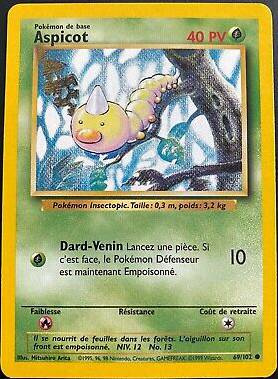 Pokémon de base
Aspicot 40 PV
Pokémon Insectopic. Taille: 0,3 m, poids: 3,2 kg
Dard-Venin Lancez une pièce. Si
c'est face, le Pokémon Défenseur
est maintenant Empoisonné.
10
Faiblesse Résistance Coût de retraite
Il se nourrit de feuilles dans les forêts. L'aiguillon sur son
front est empoisonné. NIV. 12 No. 13
Illus. Mitsuhiro Arita ©1995, 96, 98 Nintendo, Creatures, GAMEFREAK. ©1999 Wizards. 69/102